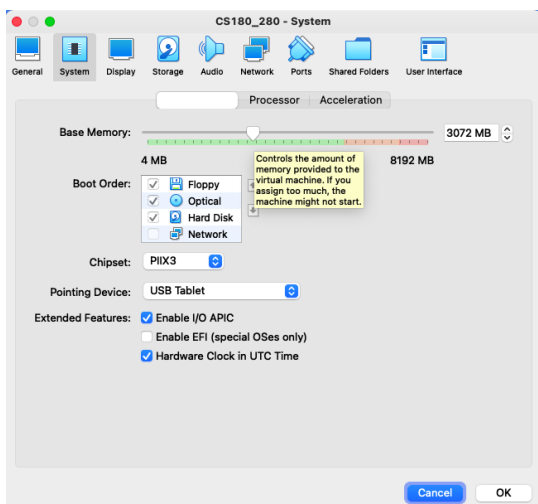 CS180_280 - System
General System Display Storage Audio Network Ports Shared Folders User Interface
Processor Acceleration
Base Memory: 3072 MB
4 MB 8192 MB
Controls the amount of
memory provided to the
virtual machine. If you
assign too much, the
machine might not start.
Boot Order: Floppy
Optical
Hard Disk
Network
Chipset: PIIX3
Pointing Device: USB Tablet
Extended Features: Enable I/O APIC
Enable EFI (special OSes only)
Hardware Clock in UTC Time
Cancel OK